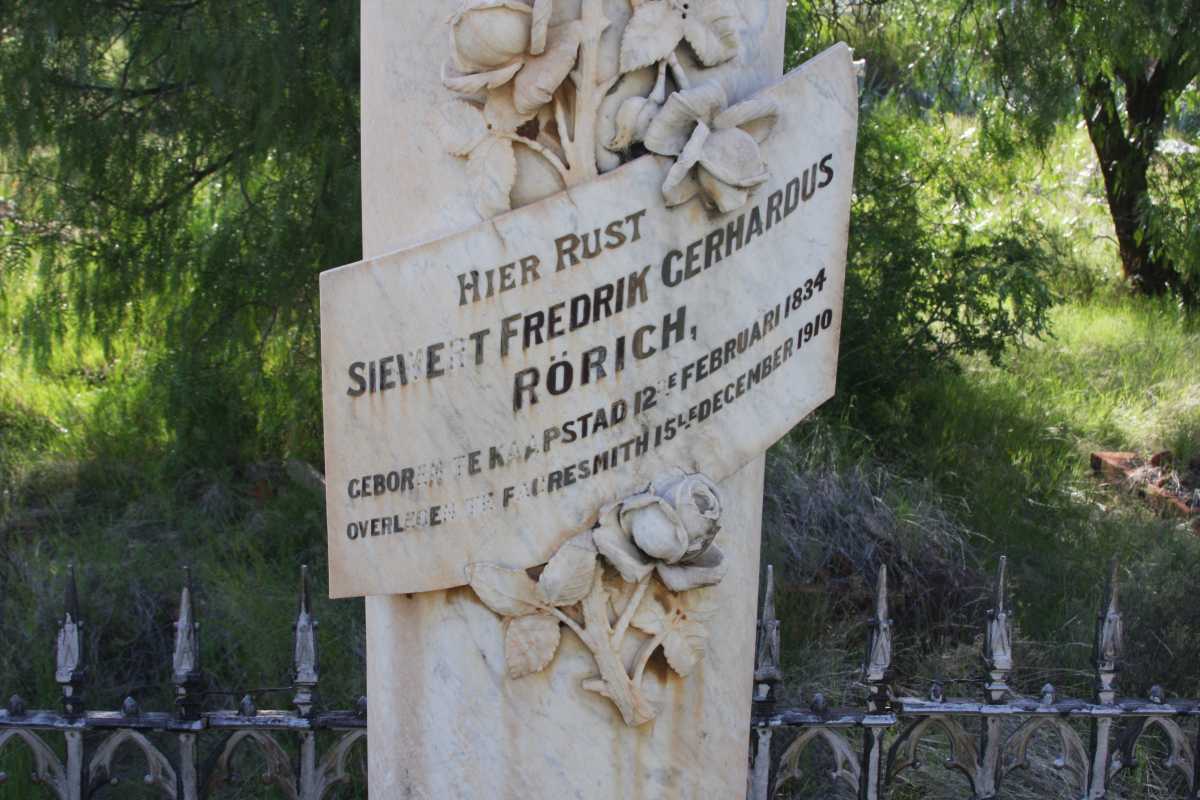 HIER RUST
SIEWERT FREDRIK GERHARDUS
RÖRICH,
GEBOREN TE KAAPSTAD 12DE FEBRUARI 1834
OVERLEDEN TE FAURESMITH 15DE DECEMBER 1910